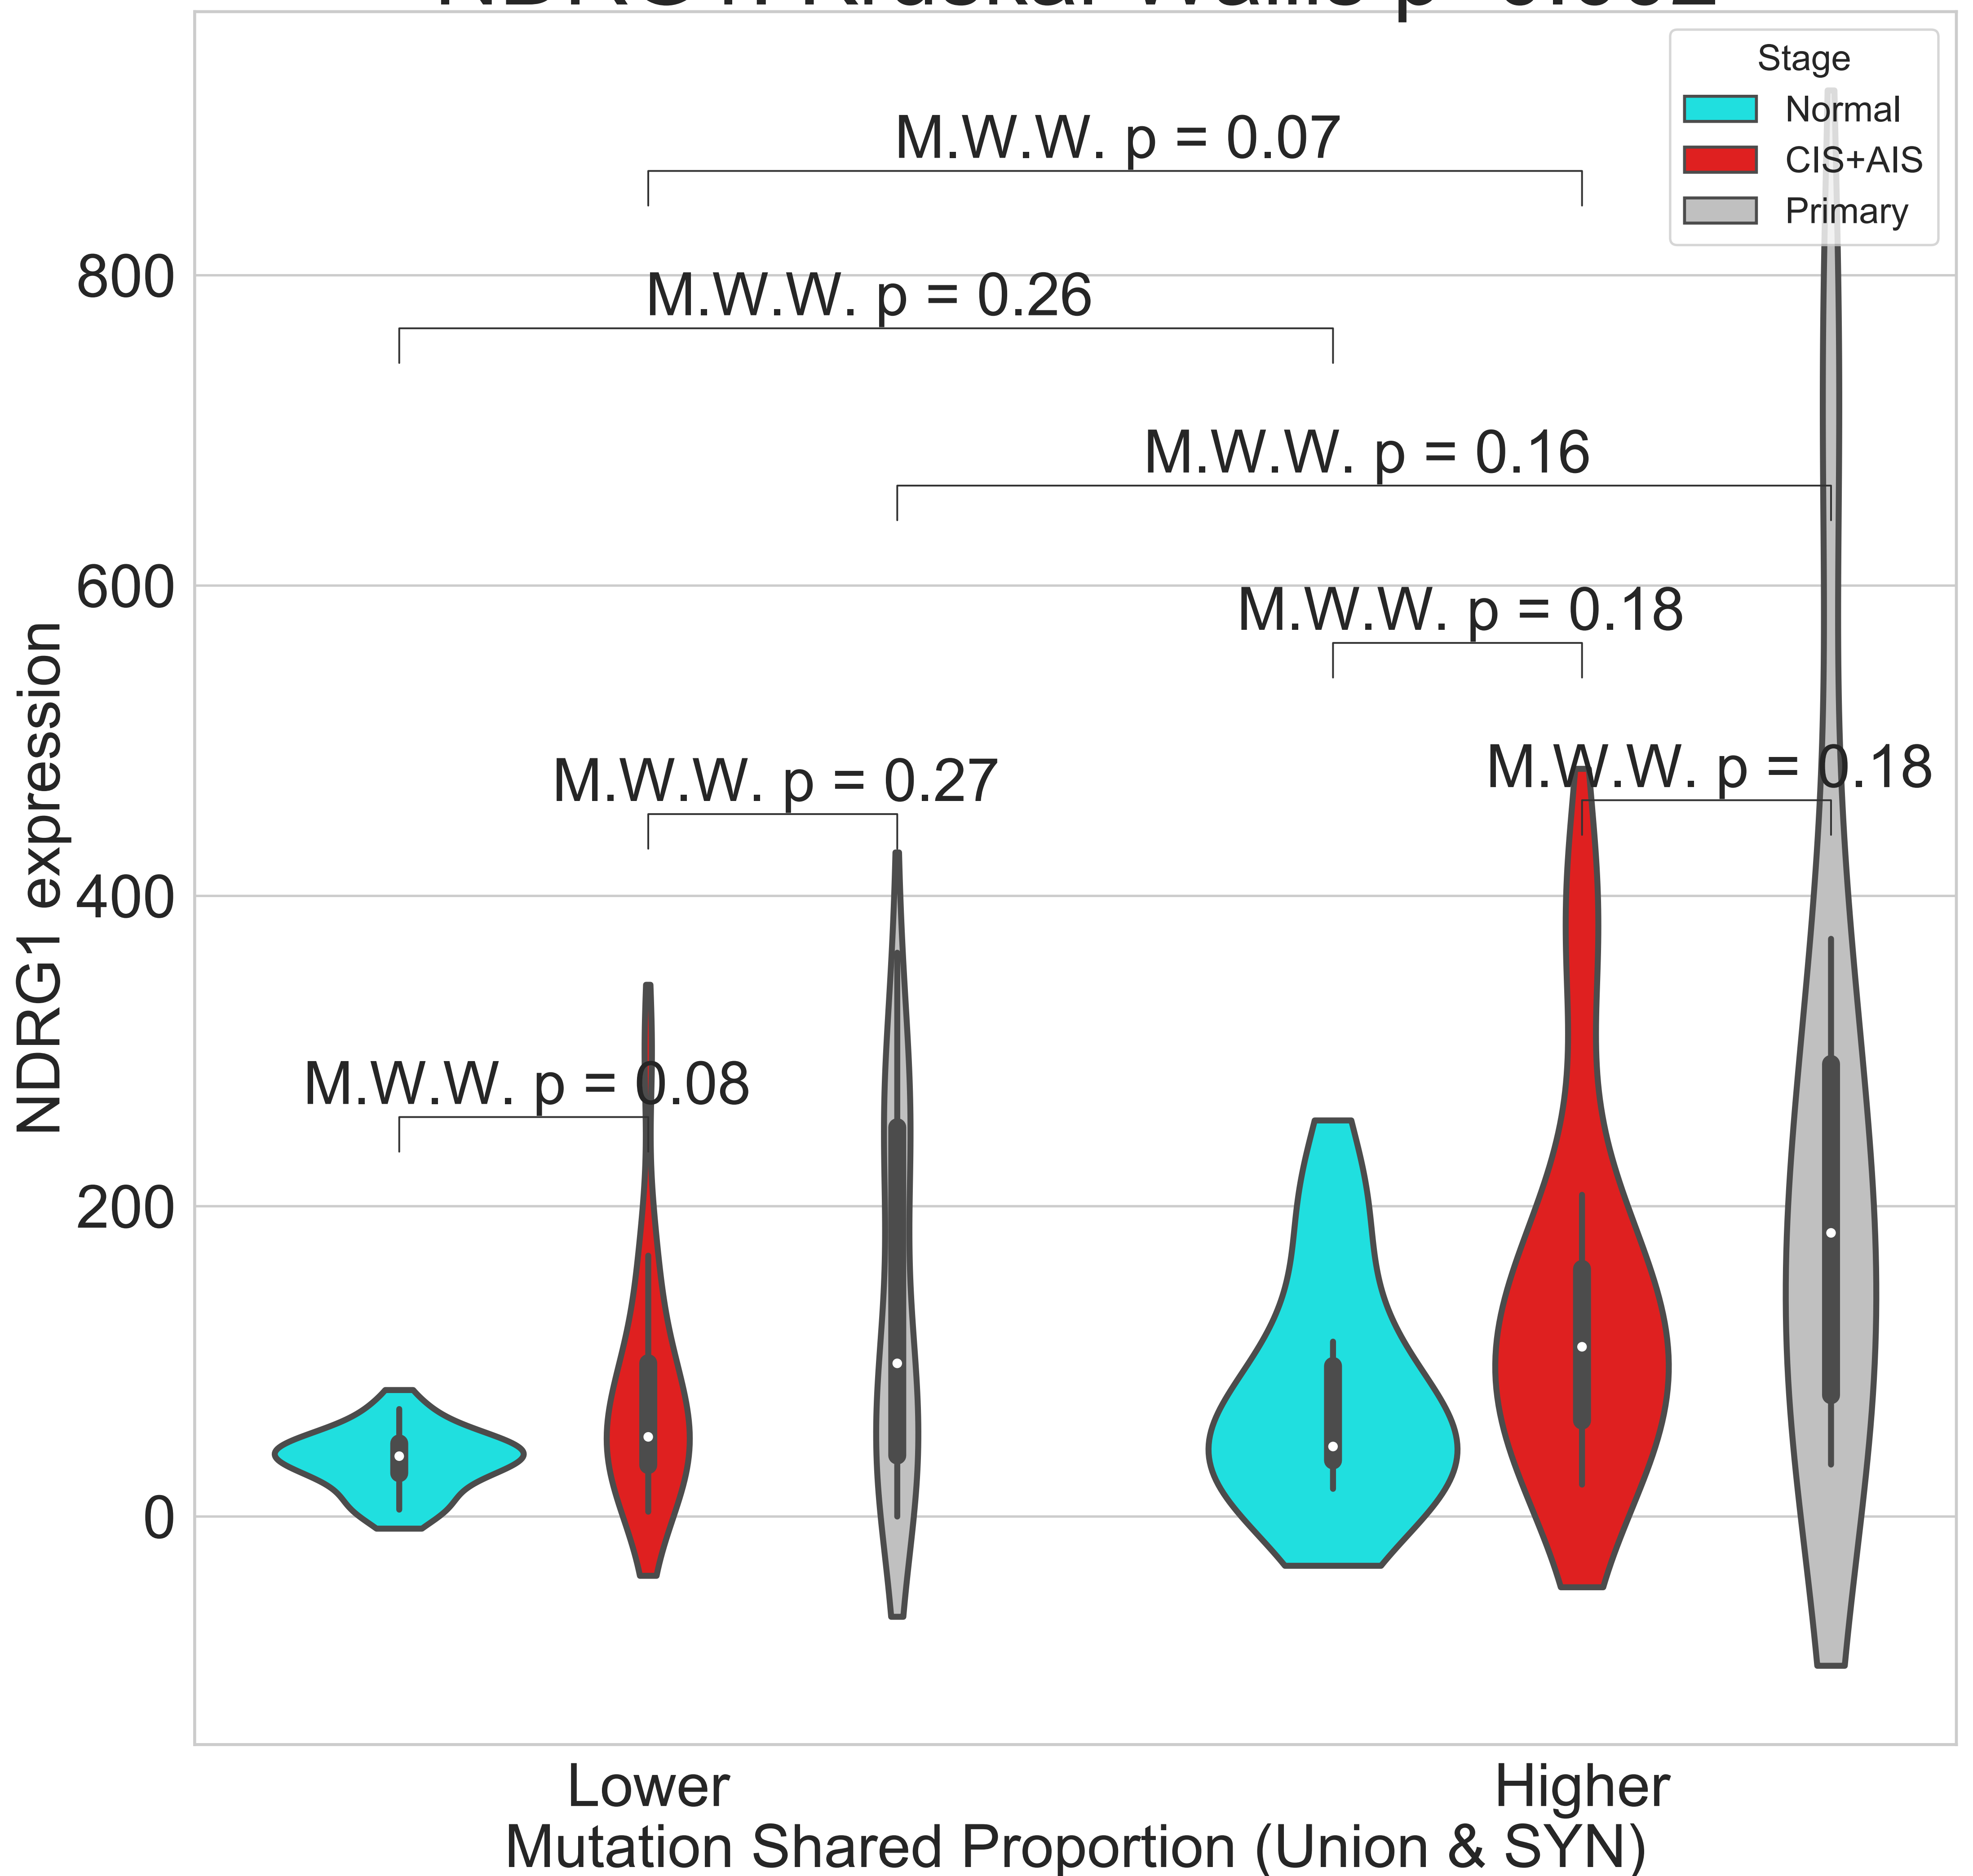 Stage
Normal
CIS+AIS
Primary
M.W.W. p = 0.07
M.W.W. p = 0.26
M.W.W. p = 0.16
M.W.W. p = 0.18
M.W.W. p = 0.18
M.W.W. p = 0.27
M.W.W. p = 0.08
800
600
400
200
0
NDRG1 expression
Lower
Higher
Mutation Shared Proportion (Union & SYN)